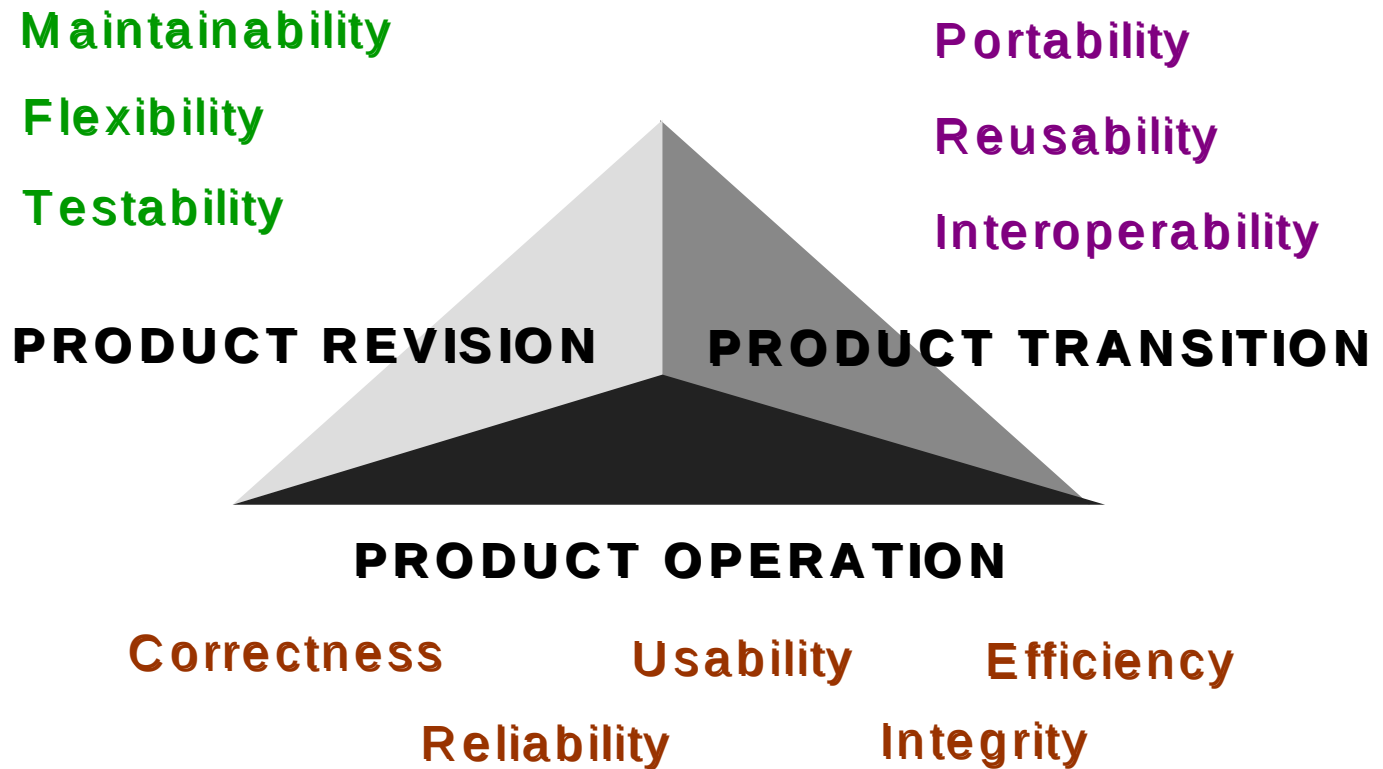 Maintainability
Flexibility
Testability
Portability
Reusability
Interoperability
PRODUCT REVISION
PRODUCT TRANSITION
PRODUCT OPERATION
Correctness
Usability
Efficiency
Reliability
Integrity